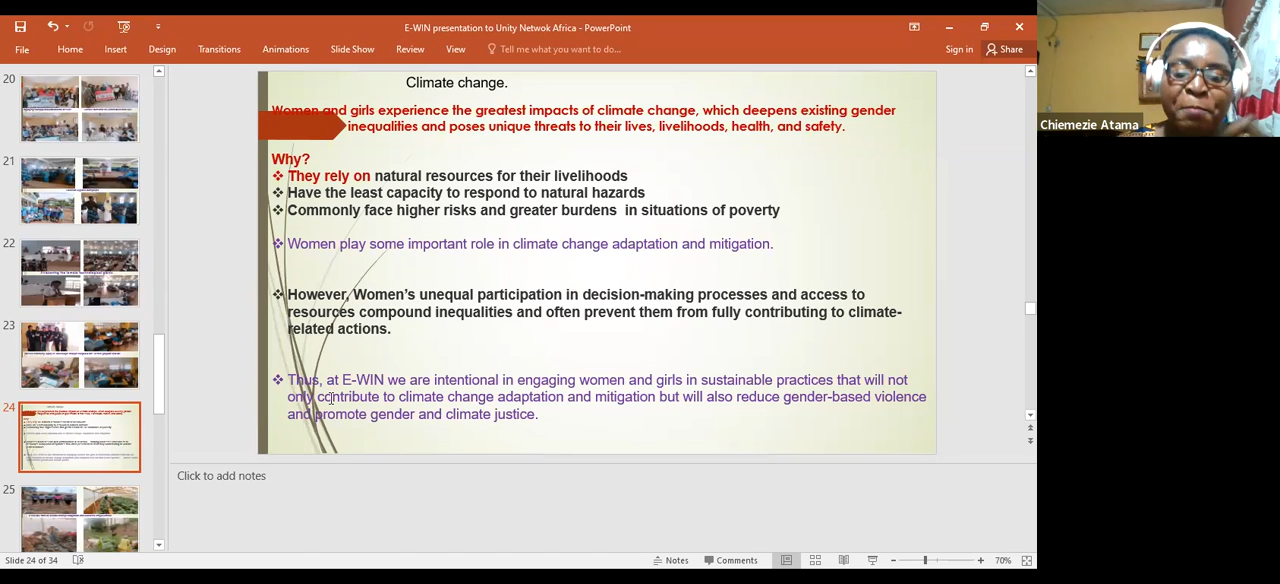 E-WIN presentation to Unity Netwok Africa - PowerPoint
File Home Insert Design Transitions Animations Slide Show Review View Tell me what you want to do... Sign in Share
20
21
22
23
24
25
Climate change.
Women and girls experience the greatest impacts of climate change, which deepens existing gender
inequalities and poses unique threats to their lives, livelihoods, health, and safety.
Why?
❖ They rely on natural resources for their livelihoods
❖ Have the least capacity to respond to natural hazards
❖ Commonly face higher risks and greater burdens in situations of poverty
❖ Women play some important role in climate change adaptation and mitigation.
❖ However, Women's unequal participation in decision-making processes and access to
resources compound inequalities and often prevent them from fully contributing to climate-
related actions.
❖ Thus, at E-WIN we are intentional in engaging women and girls in sustainable practices that will not
only contribute to climate change adaptation and mitigation but will also reduce gender-based violence
and promote gender and climate justice.
Click to add notes
Slide 24 of 34
Notes Comments 70%
Chiemezie Atama